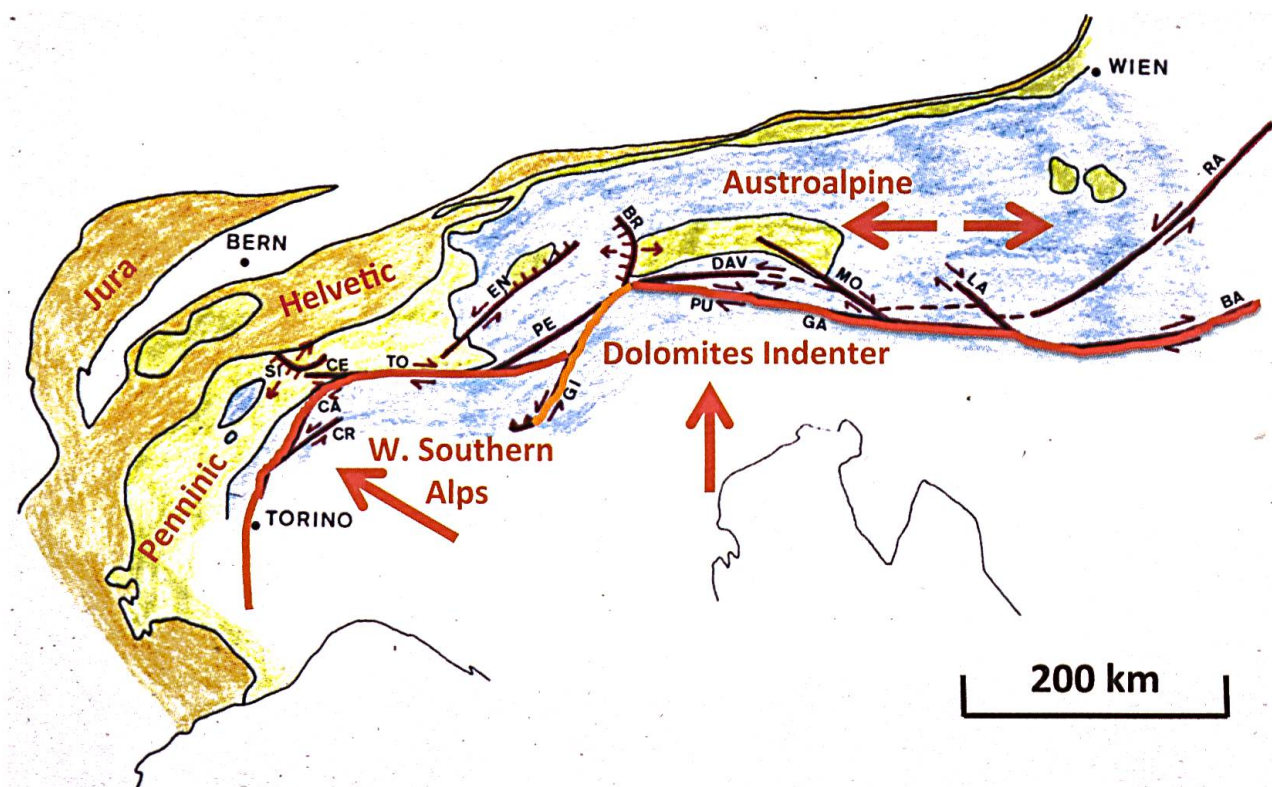 WIEN
RA
Austroalpine
BERN
BR
Jura
Helvetic
EN
DAV
MO
LA
BA
PU
GA
PE
Dolomites Indenter
TO
CE
SI
CA
GI
CR
W. Southern
Alps
Penninic
TORINO
200 km